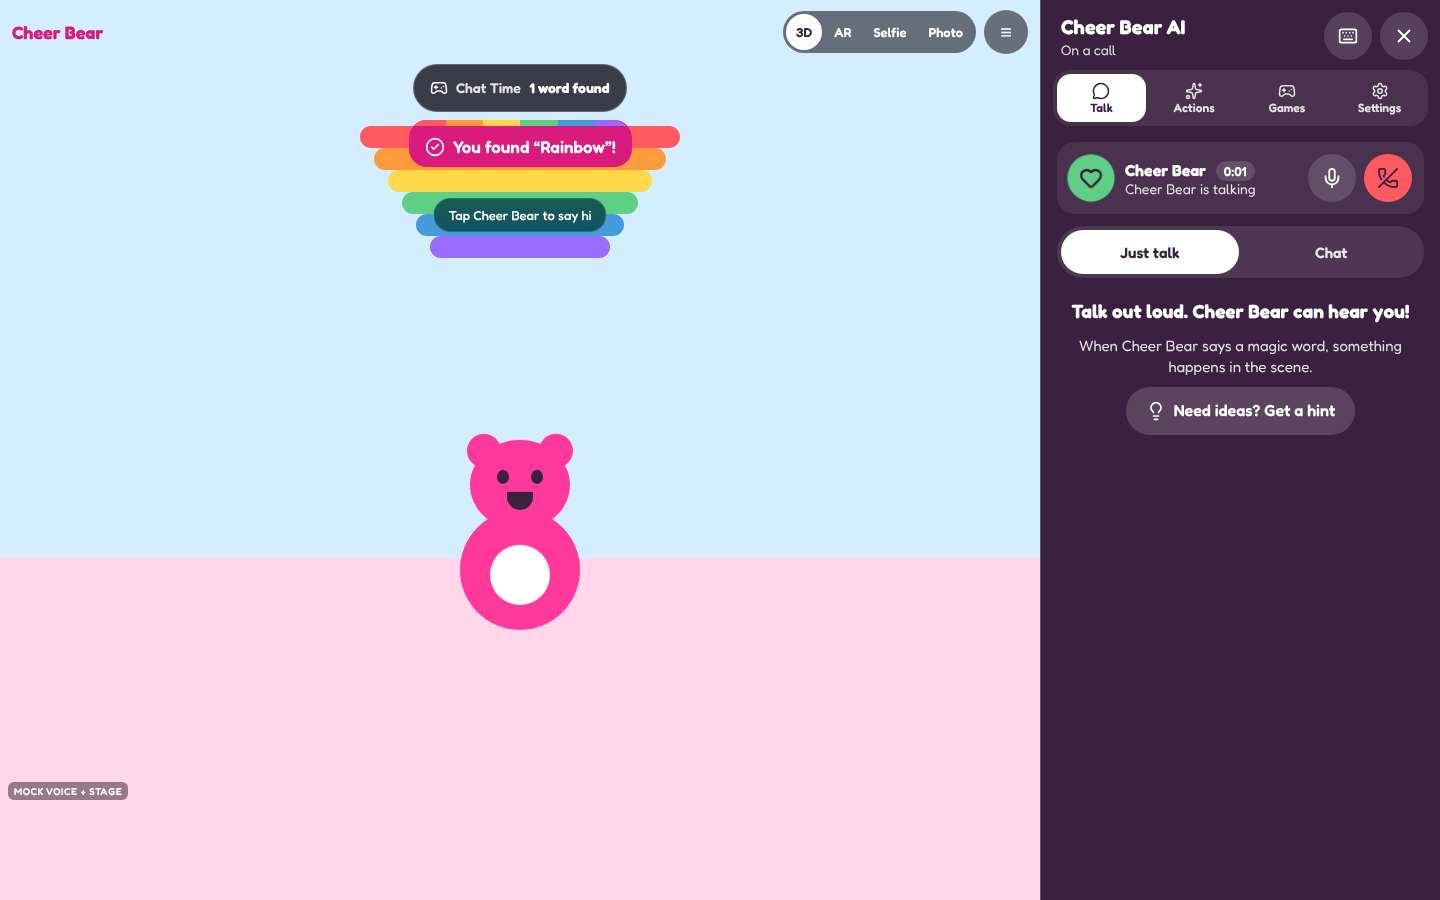 Cheer Bear
3D
AR
Selfie
Photo
Chat Time 1 word found
You found “Rainbow”!
Tap Cheer Bear to say hi
MOCK VOICE + STAGE
Cheer Bear AI
On a call
Talk
Actions
Games
Settings
Cheer Bear 0:01
Cheer Bear is talking
Just talk
Chat
Talk out loud. Cheer Bear can hear you!
When Cheer Bear says a magic word, something
happens in the scene.
Need ideas? Get a hint